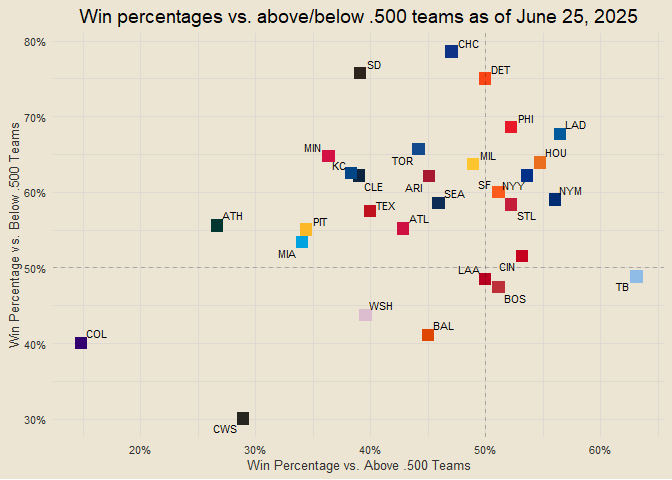 Win percentages vs. above/below .500 teams as of June 25, 2025
80%
CHC
SD
DET
70%
PHI
LAD
MIN
TOR
MIL
HOU
KC
60%
CLE
ARI
SEA
SF
NYY
NYM
TEX
ATH
PIT
ATL
STL
MIA
50%
LAA
CIN
TB
BOS
WSH
BAL
COL
40%
30%
CWS
20%
30%
40%
50%
60%
Win Percentage vs. Above .500 Teams
Win Percentage vs. Below .500 Teams